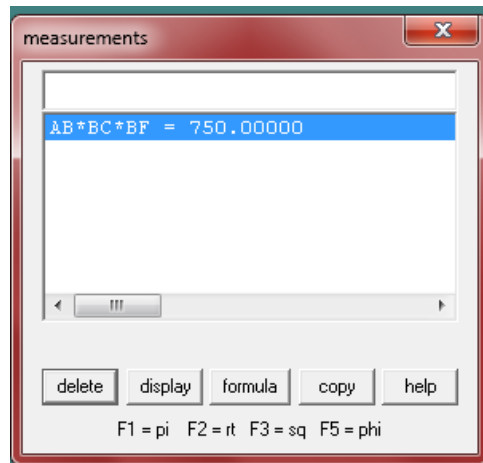 measurements
AB*BC*BF = 750.00000
delete display formula copy help
F1 = pi F2 = rt F3 = sq F5 = phi